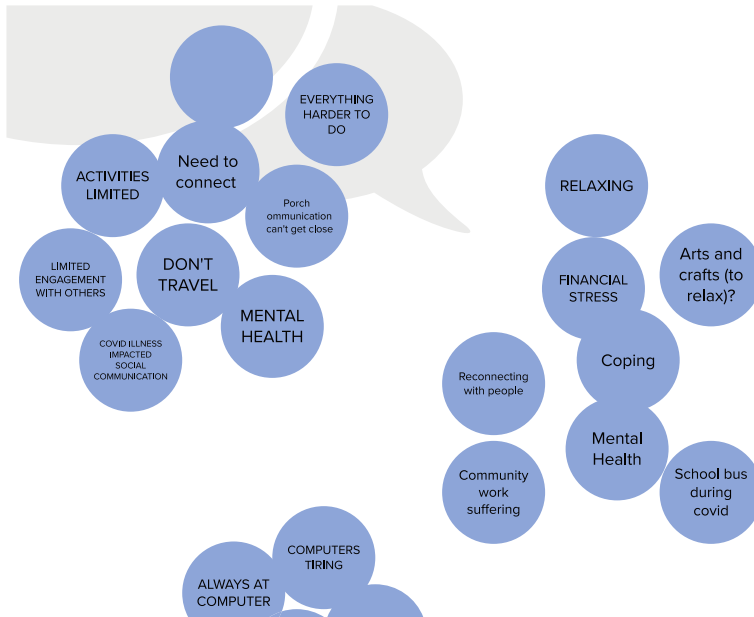 EVERYTHING
HARDER TO
DO
Need to
connect
ACTIVITIES
LIMITED
Porch
ommunication
can't get close
LIMITED
ENGAGEMENT
WITH OTHERS
DON'T
TRAVEL
MENTAL
HEALTH
COVID ILLNESS
IMPACTED
SOCIAL
COMMUNICATION
RELAXING
Arts and
crafts (to
relax)?
FINANCIAL
STRESS
Coping
Reconnecting
with people
Mental
Health
Community
work
suffering
School bus
during
covid
COMPUTERS
TIRING
ALWAYS AT
COMPUTER